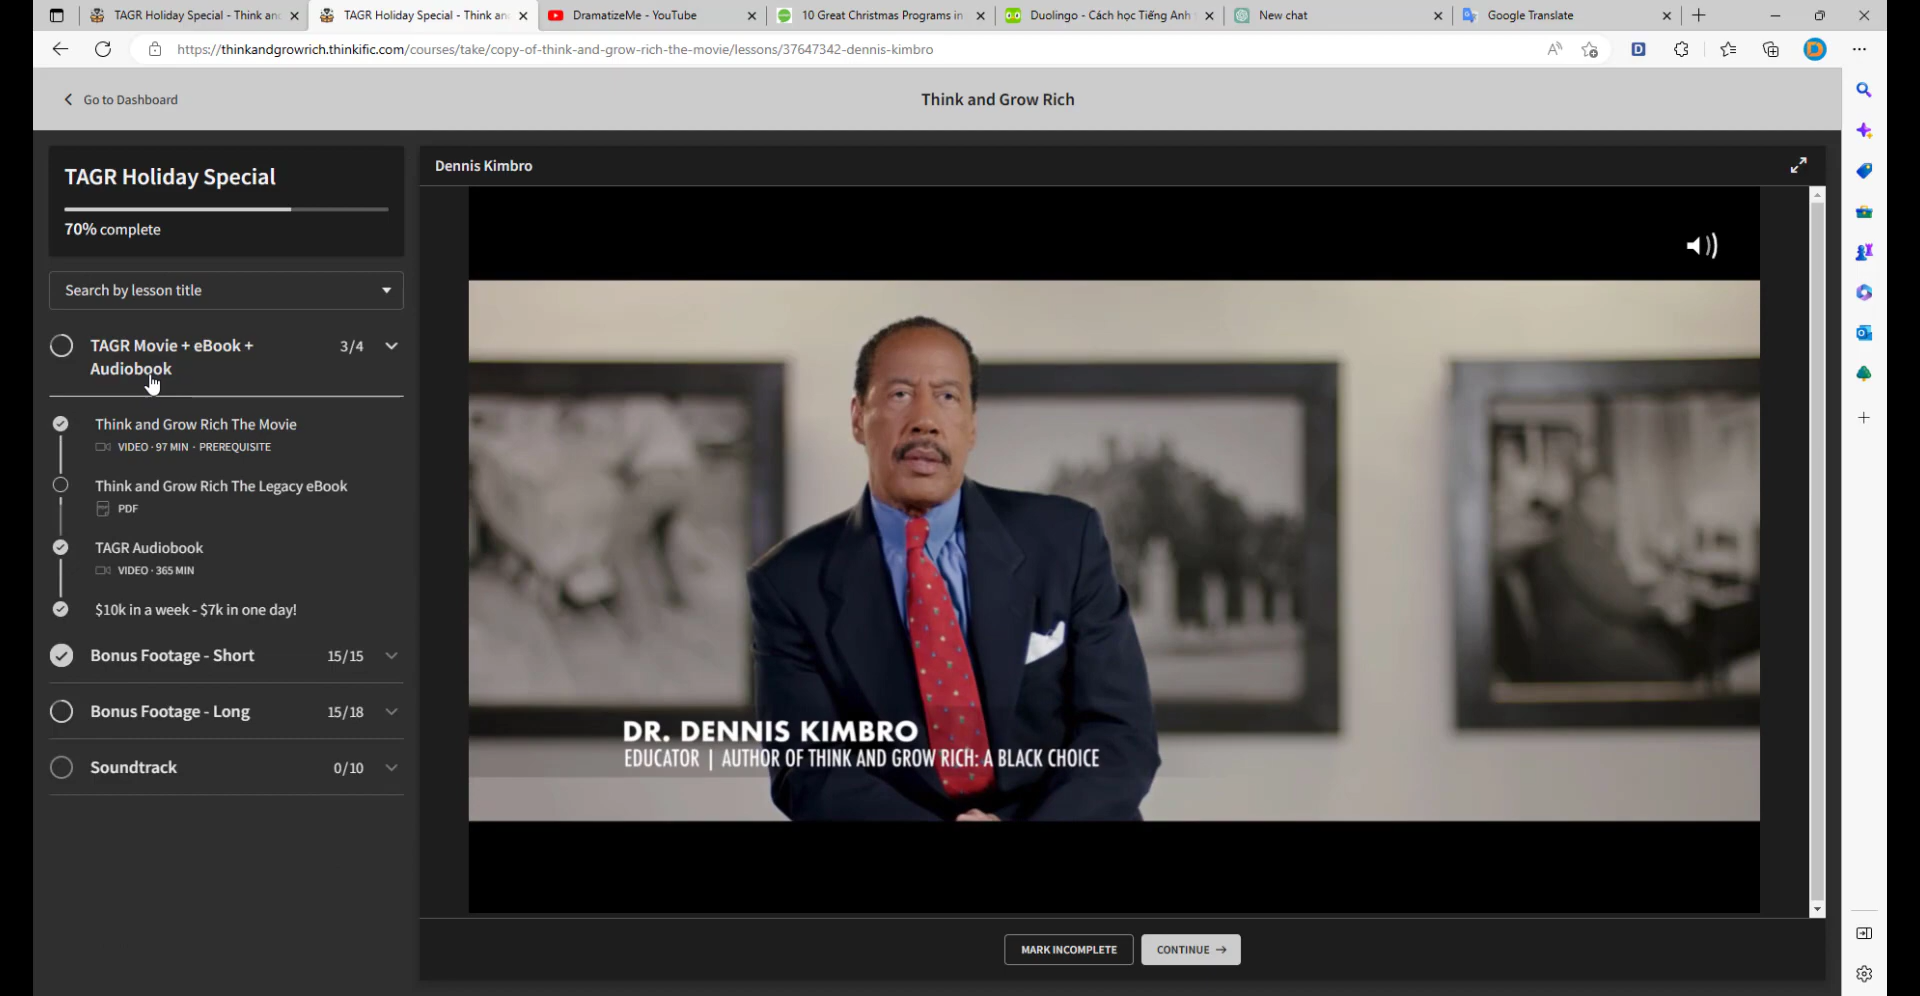 TAGR Holiday Special - Think an
TAGR Holiday Special - Think an
DramatizeMe - YouTube
10 Great Christmas Programs in
Duolingo - Cách học Tiếng Anh
New chat
Google Translate
https://thinkandgrowrich.thinkific.com/courses/take/copy-of-think-and-grow-rich-the-movie/lessons/37647342-dennis-kimbro
Go to Dashboard
Think and Grow Rich
TAGR Holiday Special
70% complete
Search by lesson title
TAGR Movie + eBook + Audiobook
3/4
Think and Grow Rich The Movie
VIDEO · 97 MIN · PREREQUISITE
Think and Grow Rich The Legacy eBook
PDF
TAGR Audiobook
VIDEO · 365 MIN
$10k in a week - $7k in one day!
Bonus Footage - Short
15/15
Bonus Footage - Long
15/18
Soundtrack
0/10
Dennis Kimbro
DR. DENNIS KIMBRO
EDUCATOR | AUTHOR OF THINK AND GROW RICH: A BLACK CHOICE
MARK INCOMPLETE
CONTINUE →